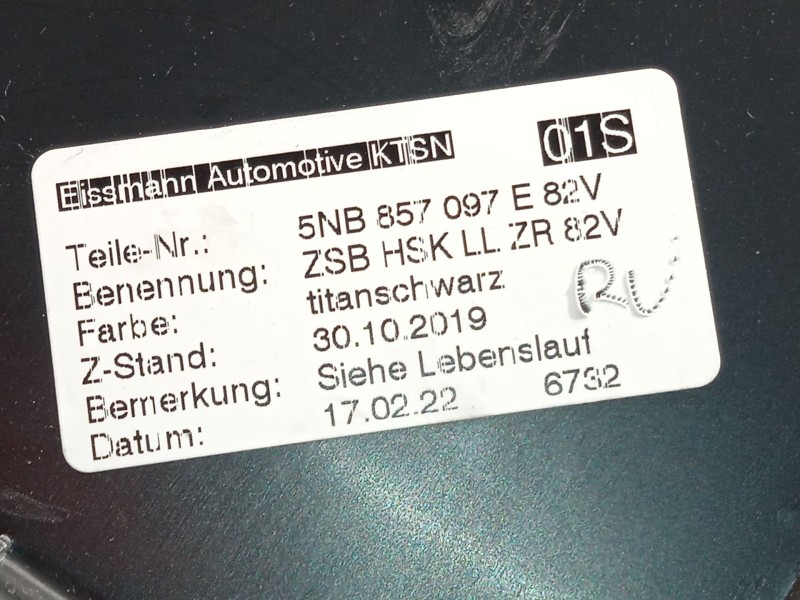 Eissmann Automotive KTSN 01S
Teile-Nr.: 5NB 857 097 E 82V
Benennung: ZSB HSK LL ZR 82V
Farbe: titanschwarz
Z-Stand: 30.10.2019
Bemerkung: Siehe Lebenslauf
Datum: 17.02.22 6732